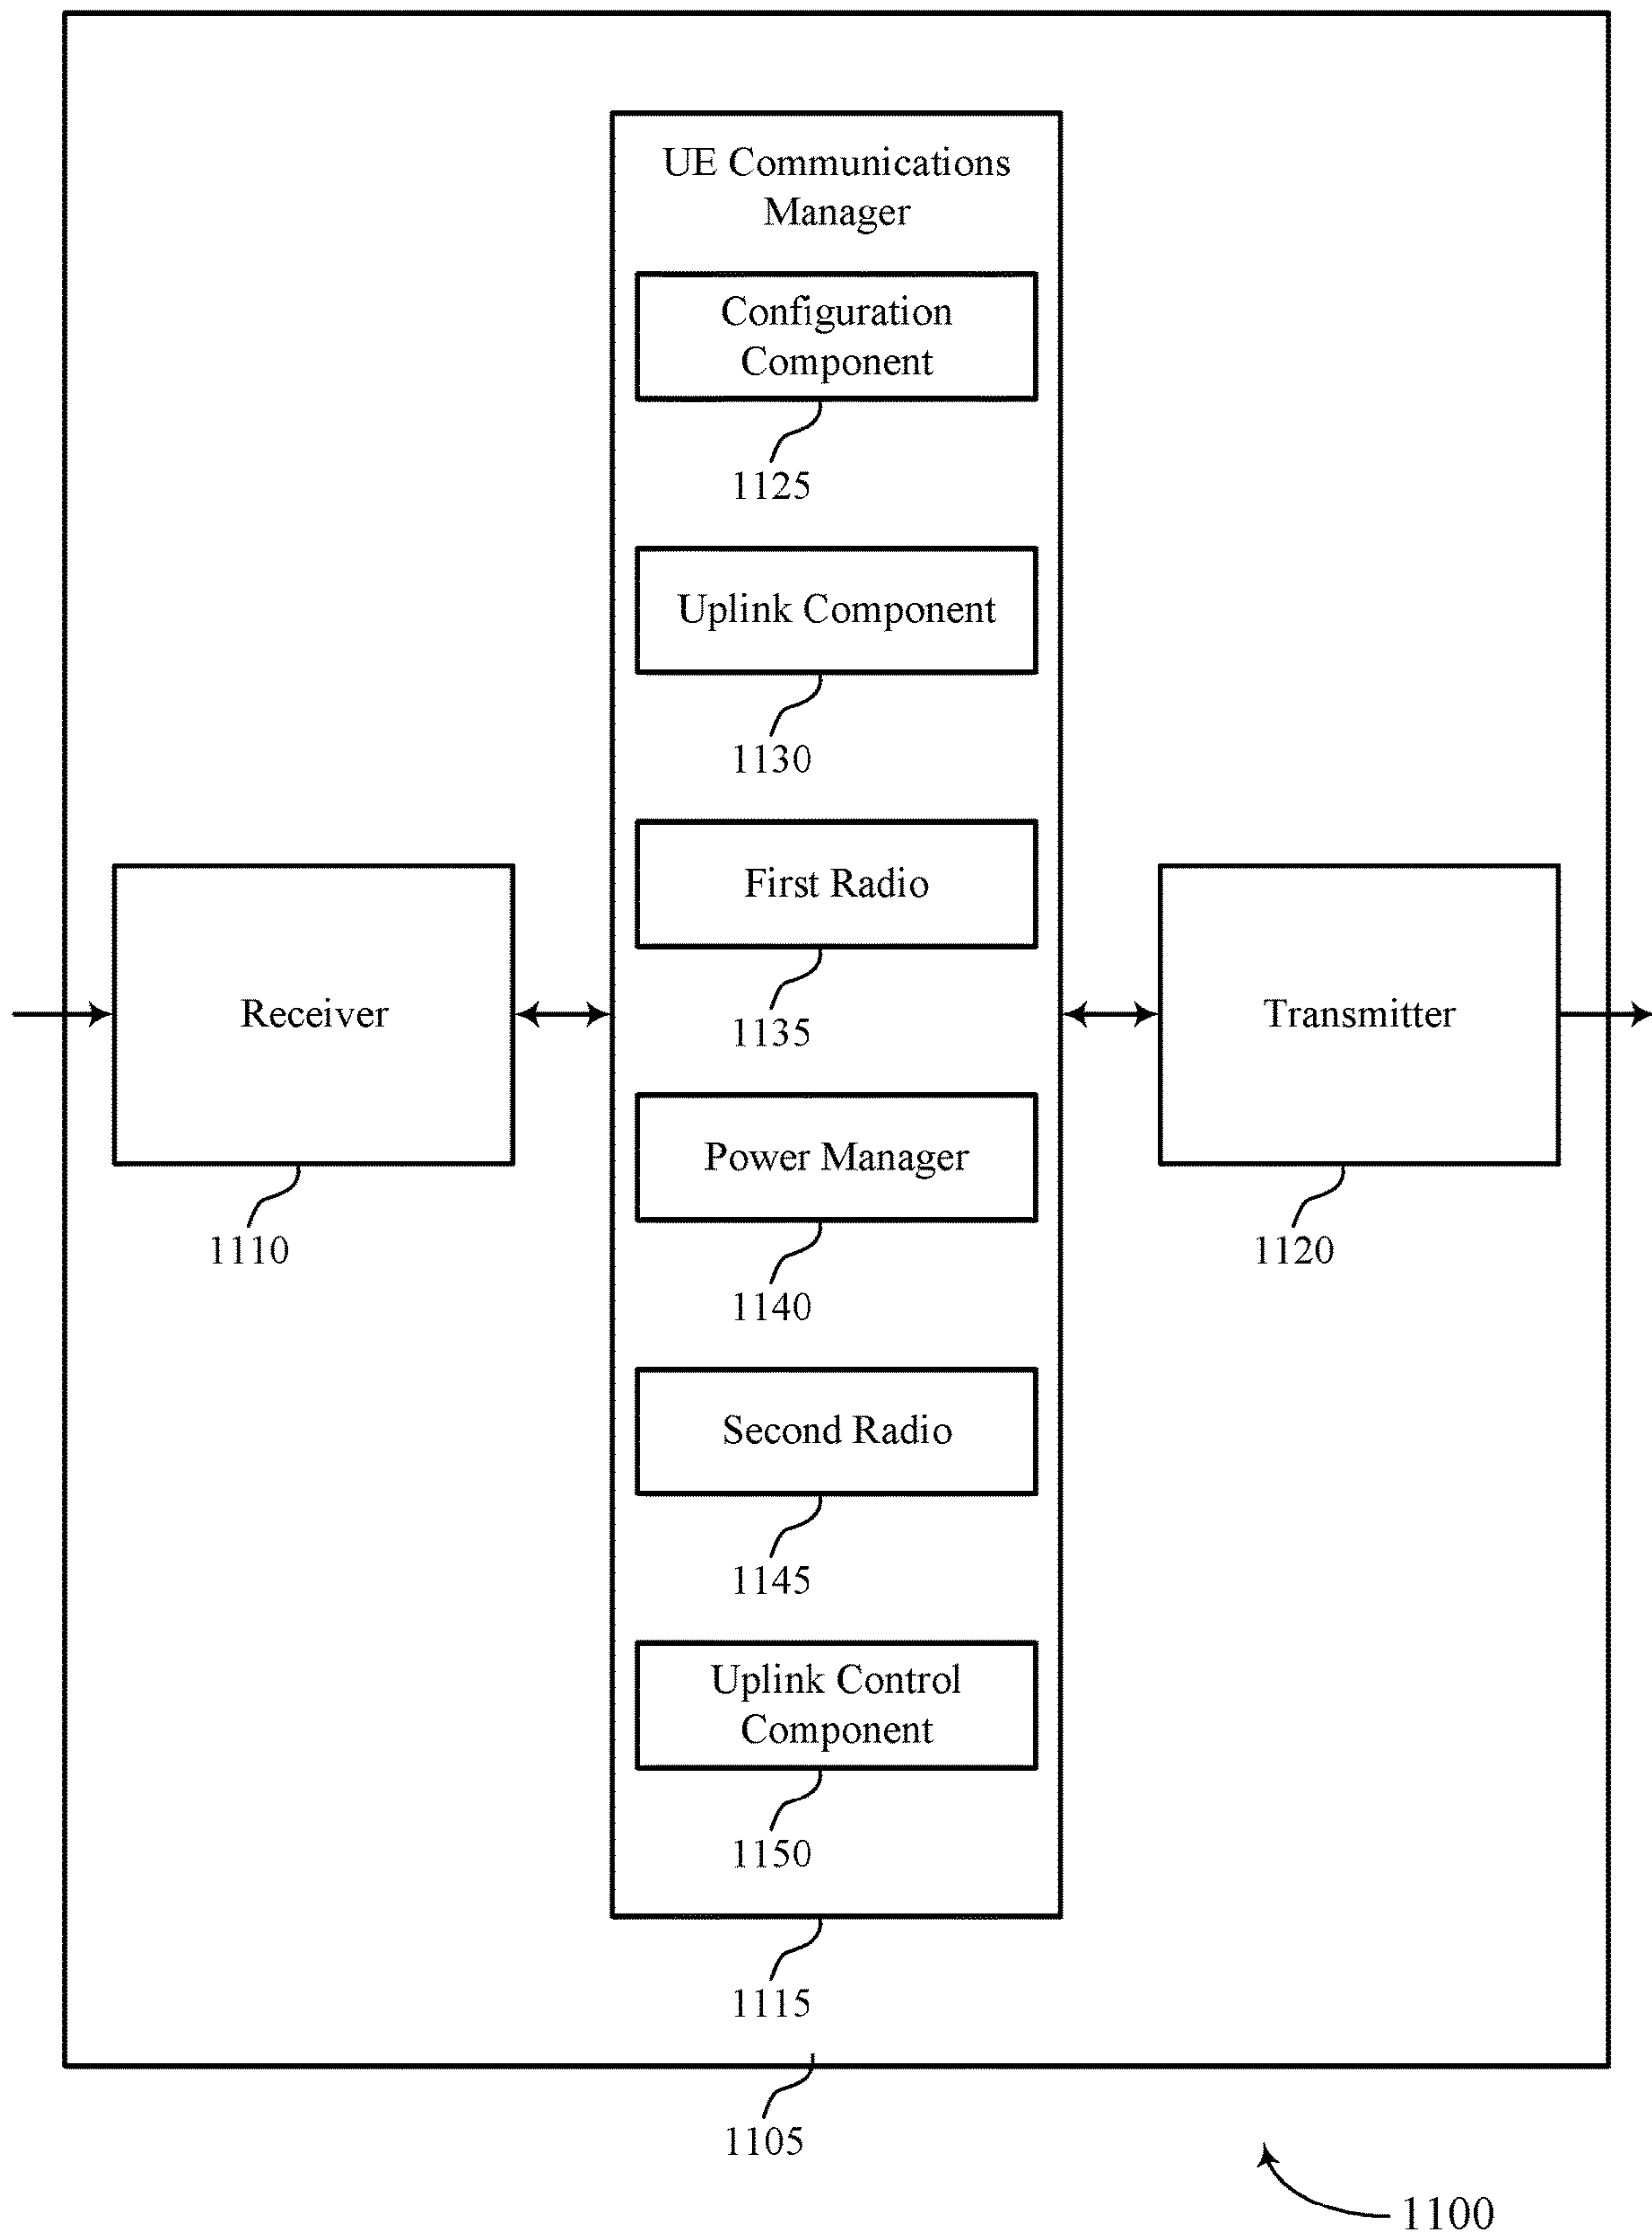 UE Communications
Manager
Configuration
Component
1125
Uplink Component
1130
First Radio
1135
Receiver
1110
Transmitter
1120
Power Manager
1140
Second Radio
1145
Uplink Control
Component
1150
1115
1105
1100